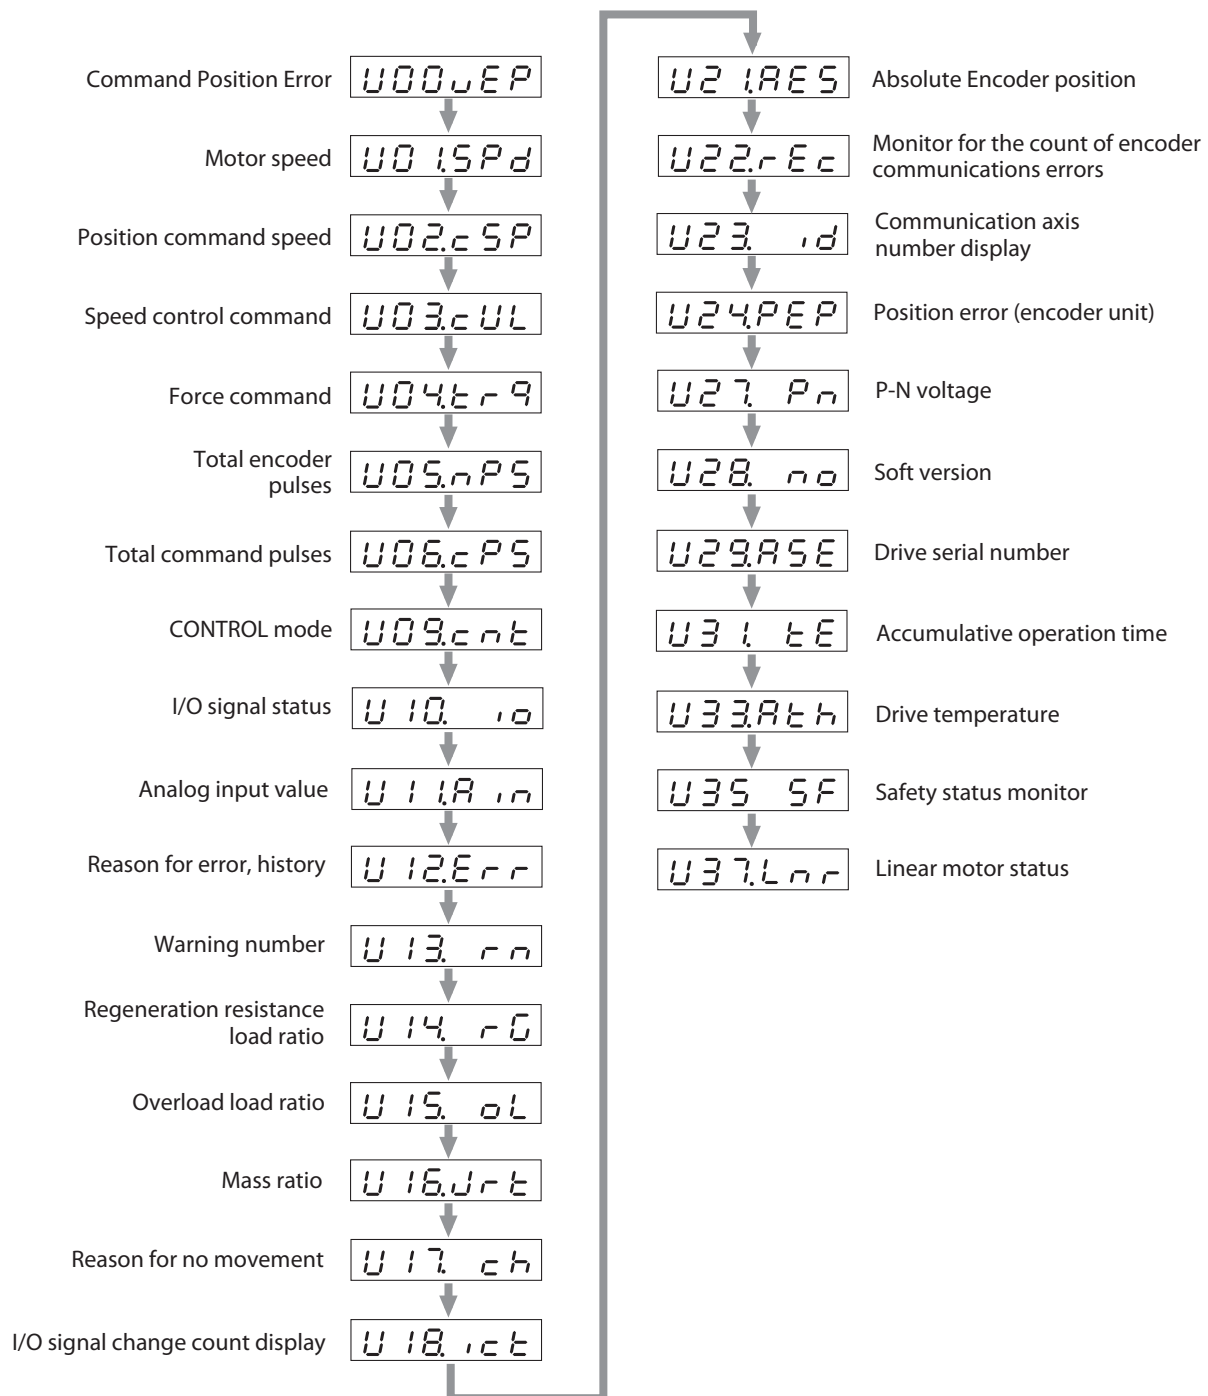 Command Position Error
U00uEP
Motor speed
U01.SPd
Position command speed
U02.cSP
Speed control command
U03.cUL
Force command
U04.trq
Total encoder
pulses
U05.nPS
Total command pulses
U06.cPS
CONTROL mode
U09.cnt
I/O signal status
U10. io
Analog input value
U11.Ain
Reason for error, history
U12.Err
Warning number
U13. rn
Regeneration resistance
load ratio
U14. rG
Overload load ratio
U15. oL
Mass ratio
U16.Jrt
Reason for no movement
U17. ch
I/O signal change count display
U18.ict
U21.AES
Absolute Encoder position
U22.rEc
Monitor for the count of encoder
communications errors
U23. id
Communication axis
number display
U24.PEP
Position error (encoder unit)
U27. Pn
P-N voltage
U28. no
Soft version
U29.ASE
Drive serial number
U31. tE
Accumulative operation time
U33.Ath
Drive temperature
U35 SF
Safety status monitor
U37.Lnr
Linear motor status